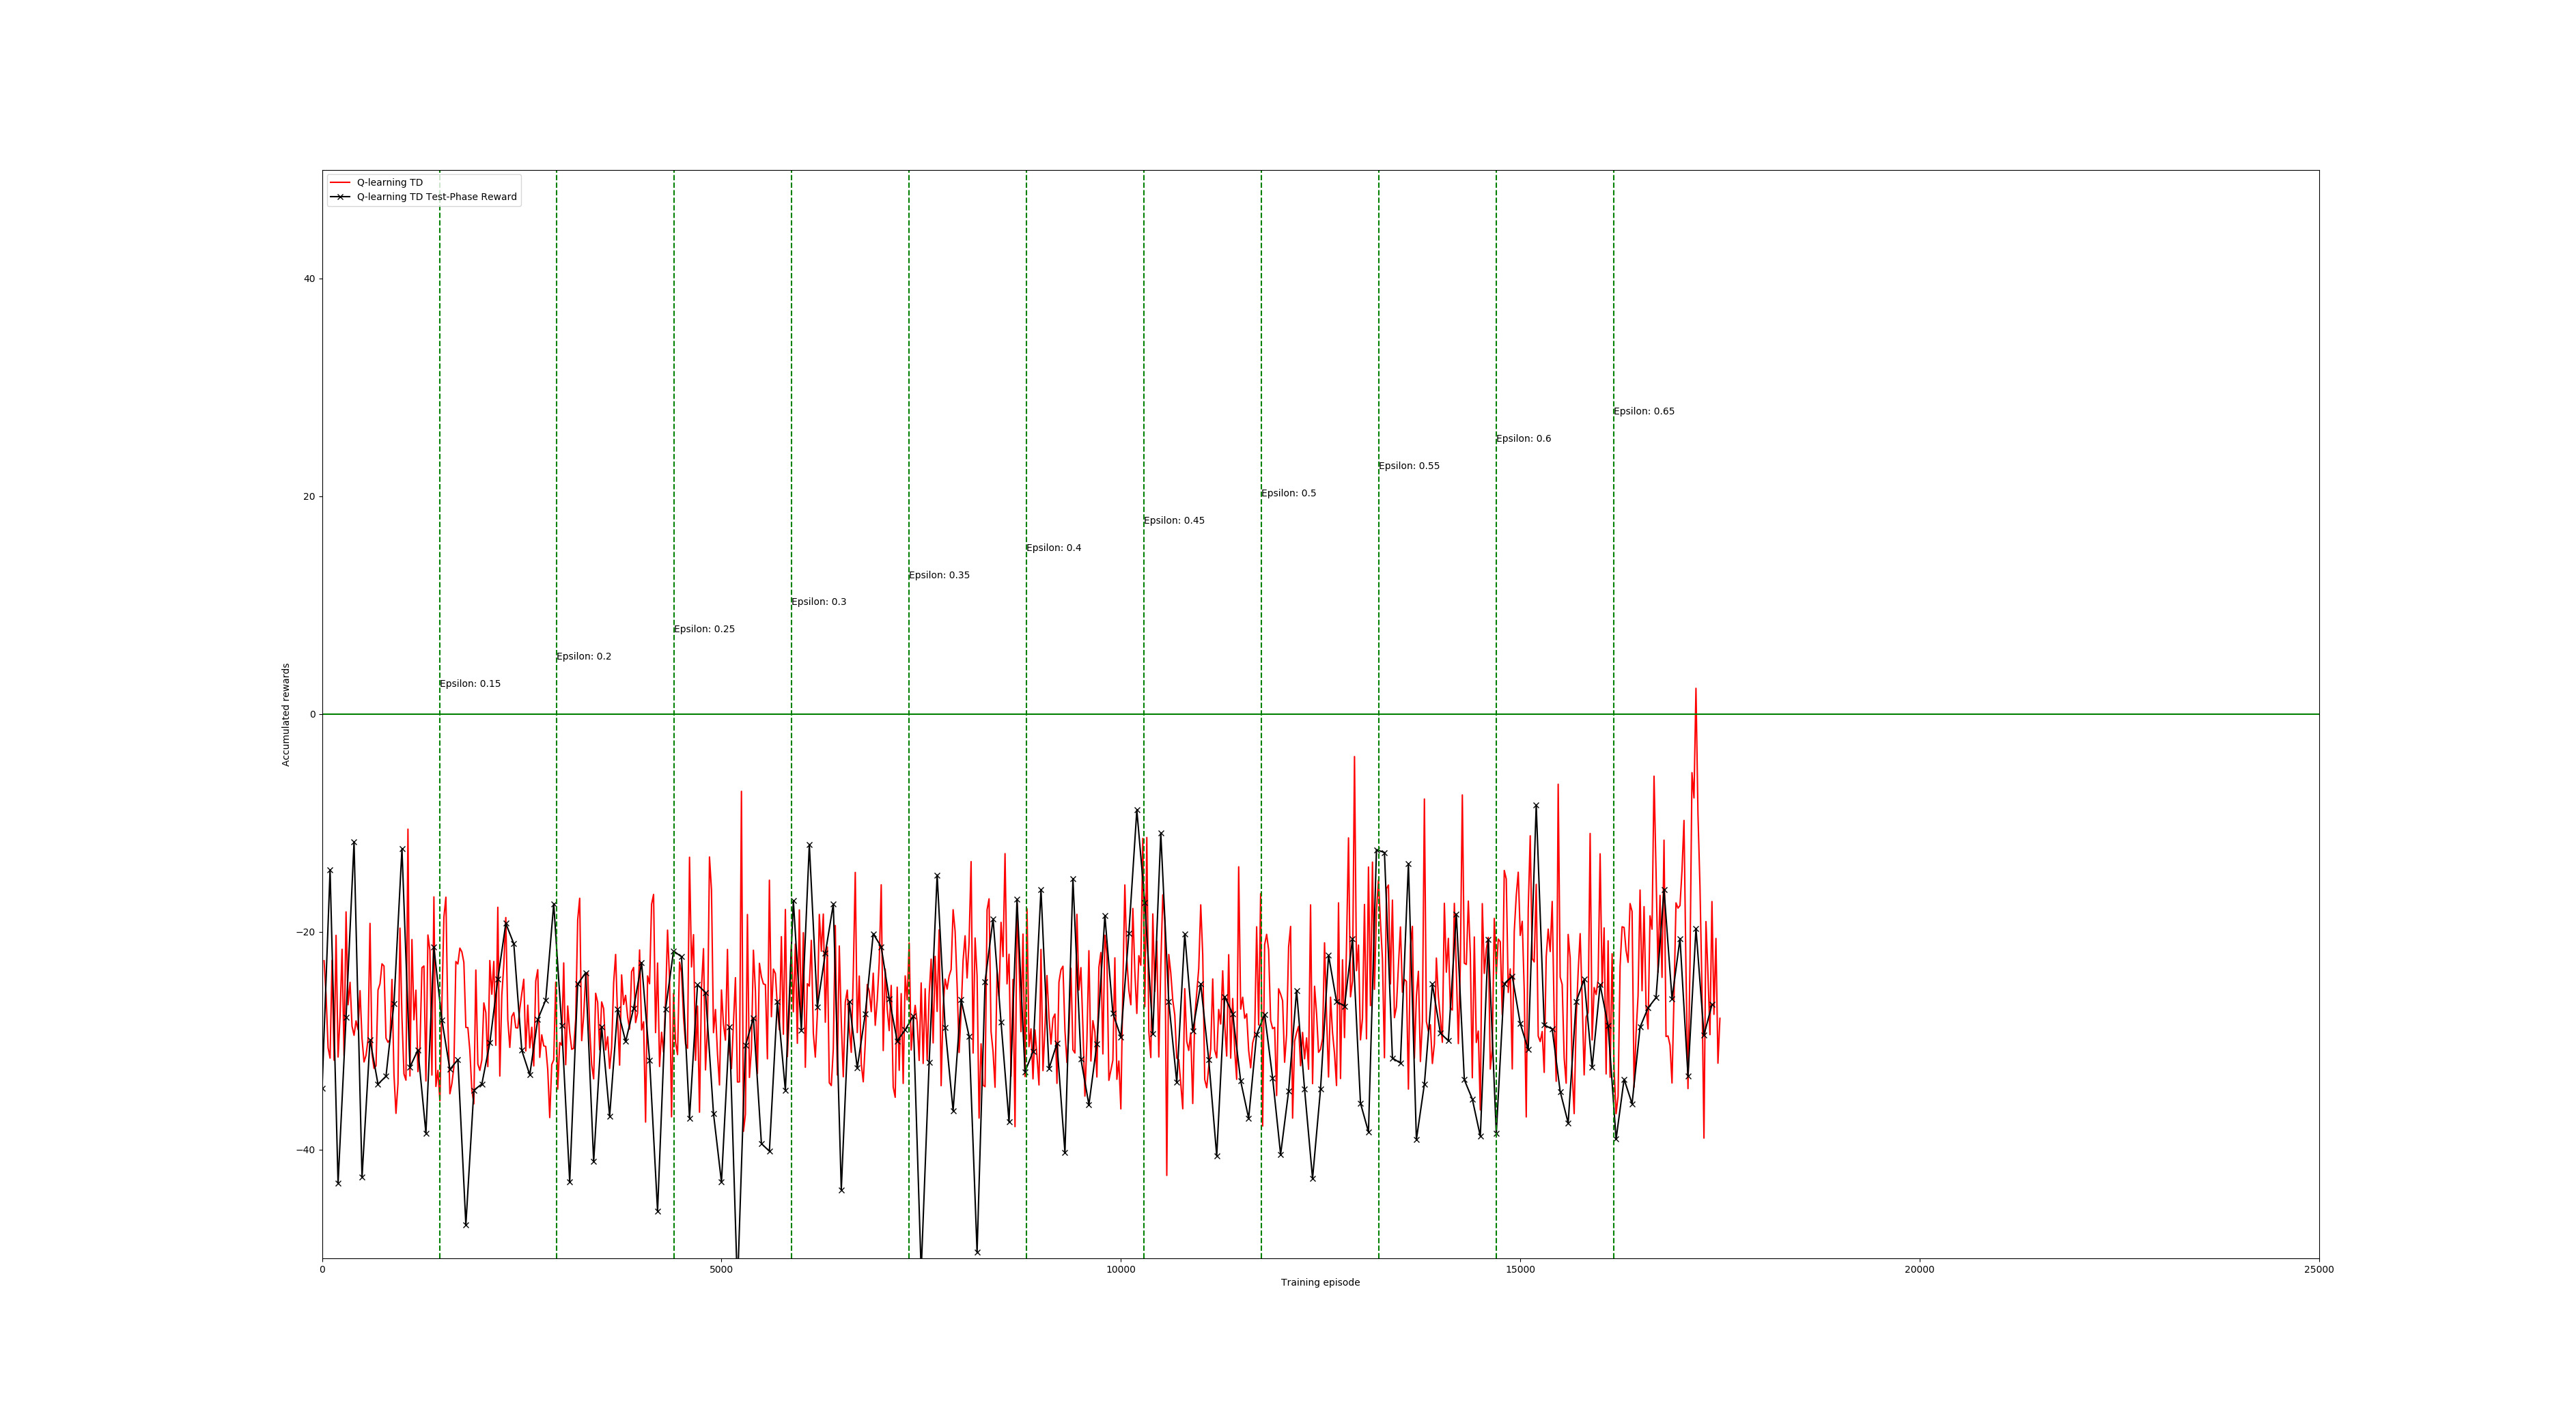 Q-learning TD
Q-learning TD Test-Phase Reward
40
20
0
−20
−40
Accumulated rewards
Epsilon: 0.65
Epsilon: 0.6
Epsilon: 0.55
Epsilon: 0.5
Epsilon: 0.45
Epsilon: 0.4
Epsilon: 0.35
Epsilon: 0.3
Epsilon: 0.25
Epsilon: 0.2
Epsilon: 0.15
0
5000
10000
15000
20000
25000
Training episode